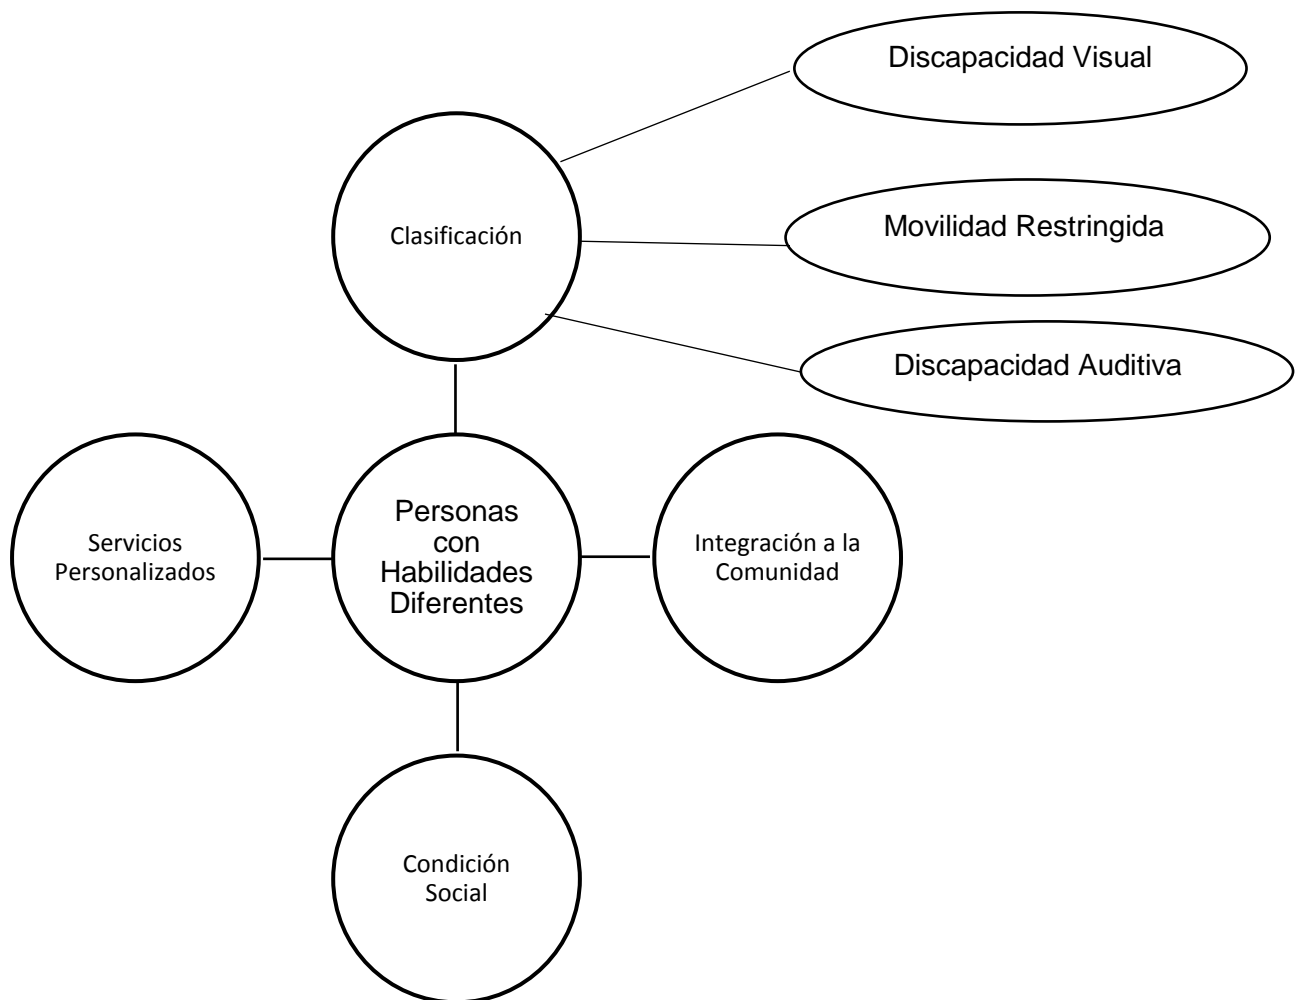 Discapacidad Visual
Clasificación
Movilidad Restringida
Discapacidad Auditiva
Servicios
Personalizados
Personas
con
Habilidades
Diferentes
Integración a la
Comunidad
Condición
Social